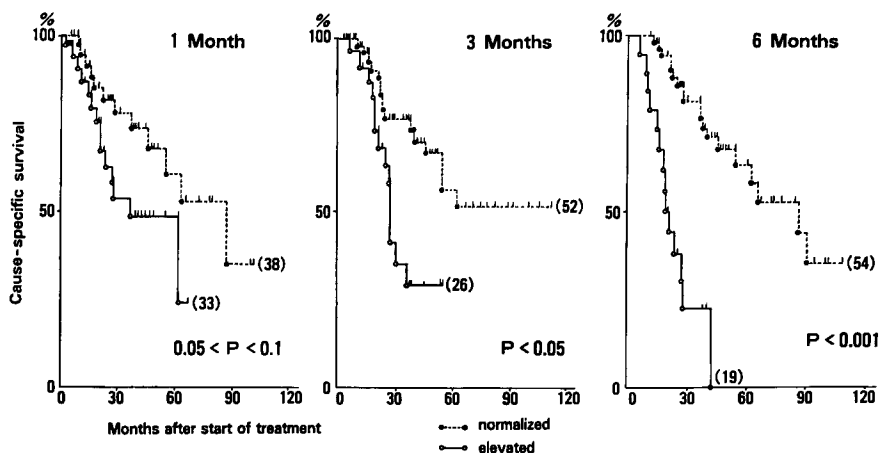 %
100
50
0
Cause-specific survival
1 Month
(38)
(33)
0.05 < P < 0.1
0 30 60 90 120
Months after start of treatment
%
100
50
0
3 Months
(52)
(26)
P < 0.05
0 30 60 90 120
normalized
elevated
%
100
50
0
6 Months
(54)
(19)
P < 0.001
0 30 60 90 120